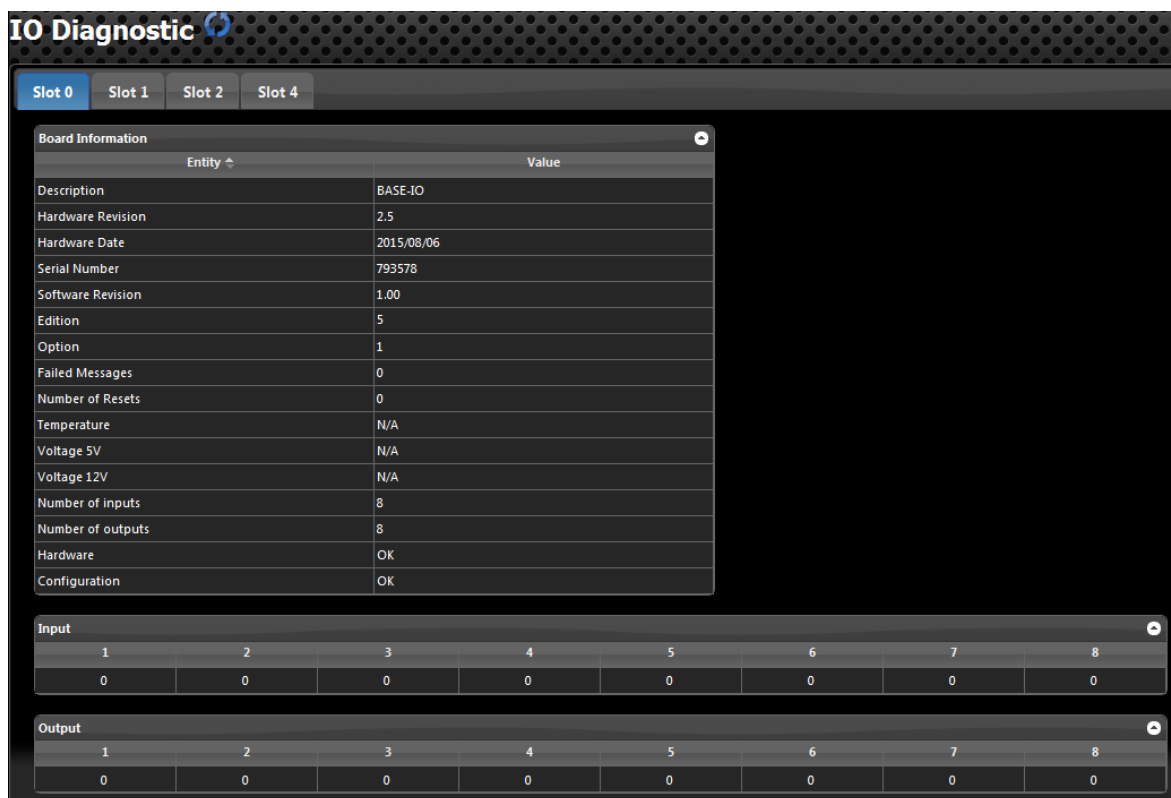 IO Diagnostic
Slot 0 Slot 1 Slot 2 Slot 4
Board Information
Entity Value
Description BASE-IO
Hardware Revision 2.5
Hardware Date 2015/08/06
Serial Number 793578
Software Revision 1.00
Edition 5
Option 1
Failed Messages 0
Number of Resets 0
Temperature N/A
Voltage 5V N/A
Voltage 12V N/A
Number of inputs 8
Number of outputs 8
Hardware OK
Configuration OK
Input
1 2 3 4 5 6 7 8
0 0 0 0 0 0 0 0
Output
1 2 3 4 5 6 7 8
0 0 0 0 0 0 0 0